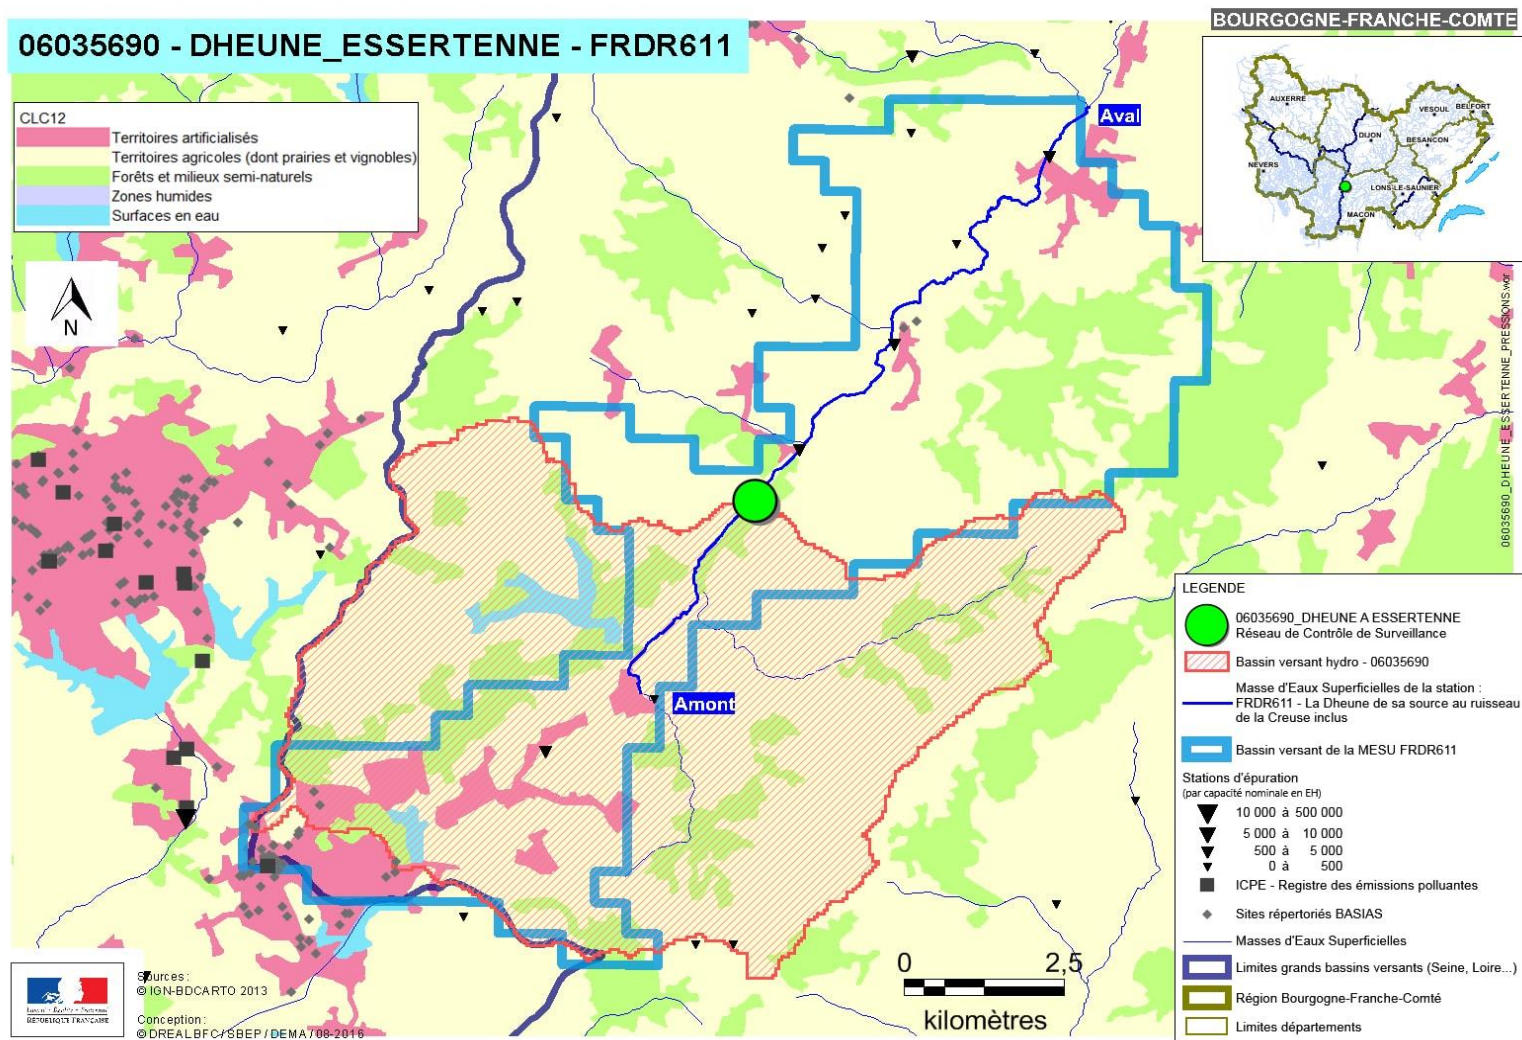 BOURGOGNE-FRANCHE-COMTE
06035690 - DHEUNE_ESSERTENNE - FRDR611
CLC12
Territoires artificialisés
Territoires agricoles (dont prairies et vignobles)
Forêts et milieux semi-naturels
Zones humides
Surfaces en eau
N
Aval
Amont
AUXERRE
VESOUL
BELFORT
DIJON
BESANCON
NEVERS
LONS-LE-SAUNIER
MACON
06035690_DHEUNE_ESSERTENNE_PRESSIONS.wor
LEGENDE
06035690_DHEUNE A ESSERTENNE
Réseau de Contrôle de Surveillance
Bassin versant hydro - 06035690
Masse d'Eaux Superficielles de la station :
FRDR611 - La Dheune de sa source au ruisseau
de la Creuse inclus
Bassin versant de la MESU FRDR611
Stations d'épuration
(par capacité nominale en EH)
10 000 à 500 000
5 000 à 10 000
500 à 5 000
0 à 500
ICPE - Registre des émissions polluantes
Sites répertoriés BASIAS
Masses d'Eaux Superficielles
Limites grands bassins versants (Seine, Loire...)
Région Bourgogne-Franche-Comté
Limites départements
0 2,5
kilomètres
Liberté • Égalité • Fraternité
RÉPUBLIQUE FRANÇAISE
Sources :
© IGN-BDCARTO 2013
Conception :
© DREALBFC/SBEP/DEMA/08-2016